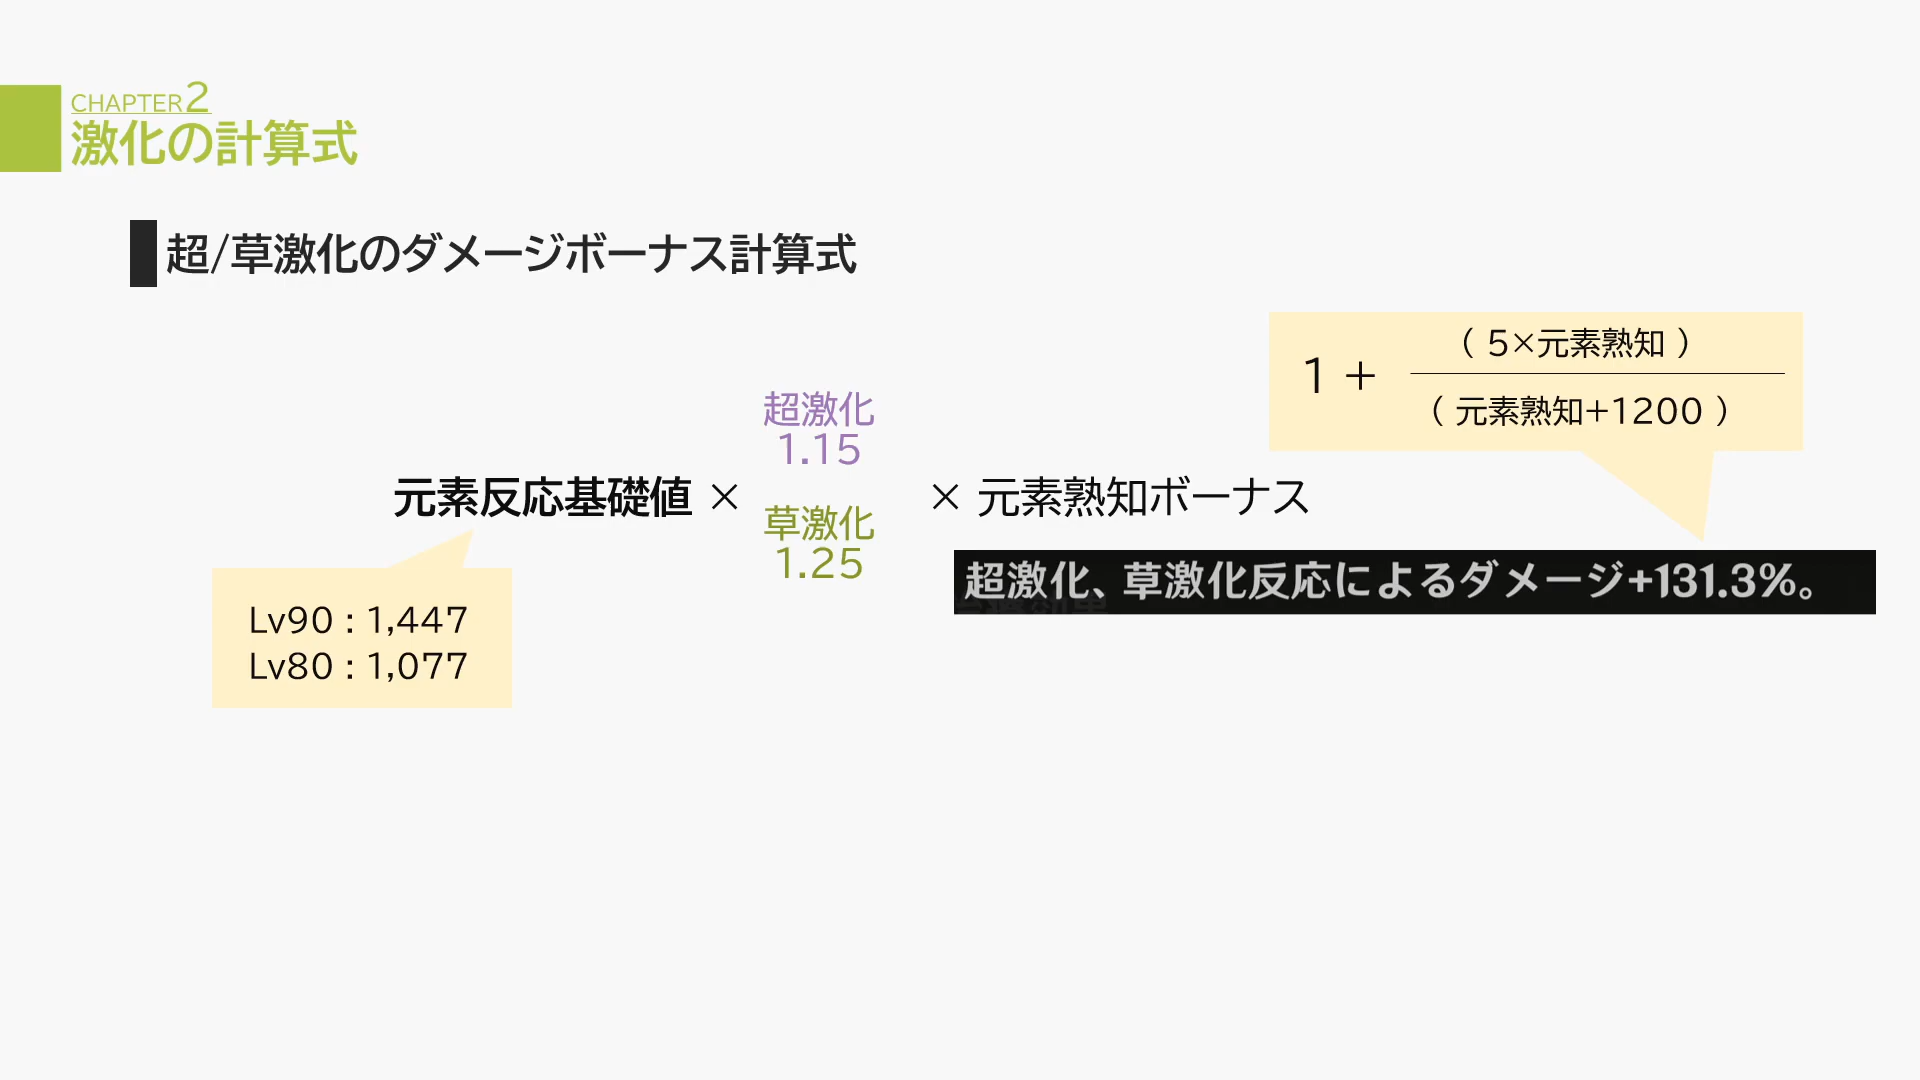 CHAPTER2
激化の計算式
超/草激化のダメージボーナス計算式
1 + ( 5×元素熟知 )
( 元素熟知+1200 )
超激化
1.15
元素反応基礎値 × × 元素熟知ボーナス
草激化
1.25
超激化、草激化反応によるダメージ+131.3%。
Lv90 : 1,447
Lv80 : 1,077